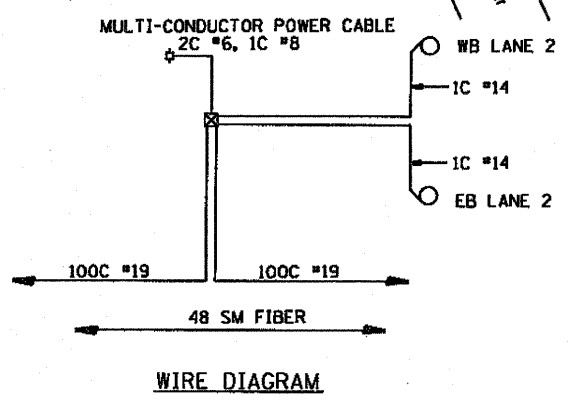 MULTI-CONDUCTOR POWER CABLE
2C #6, 1C #8
WB LANE 2
1C #14
1C #14
EB LANE 2
100C #19
100C #19
48 SM FIBER
WIRE DIAGRAM